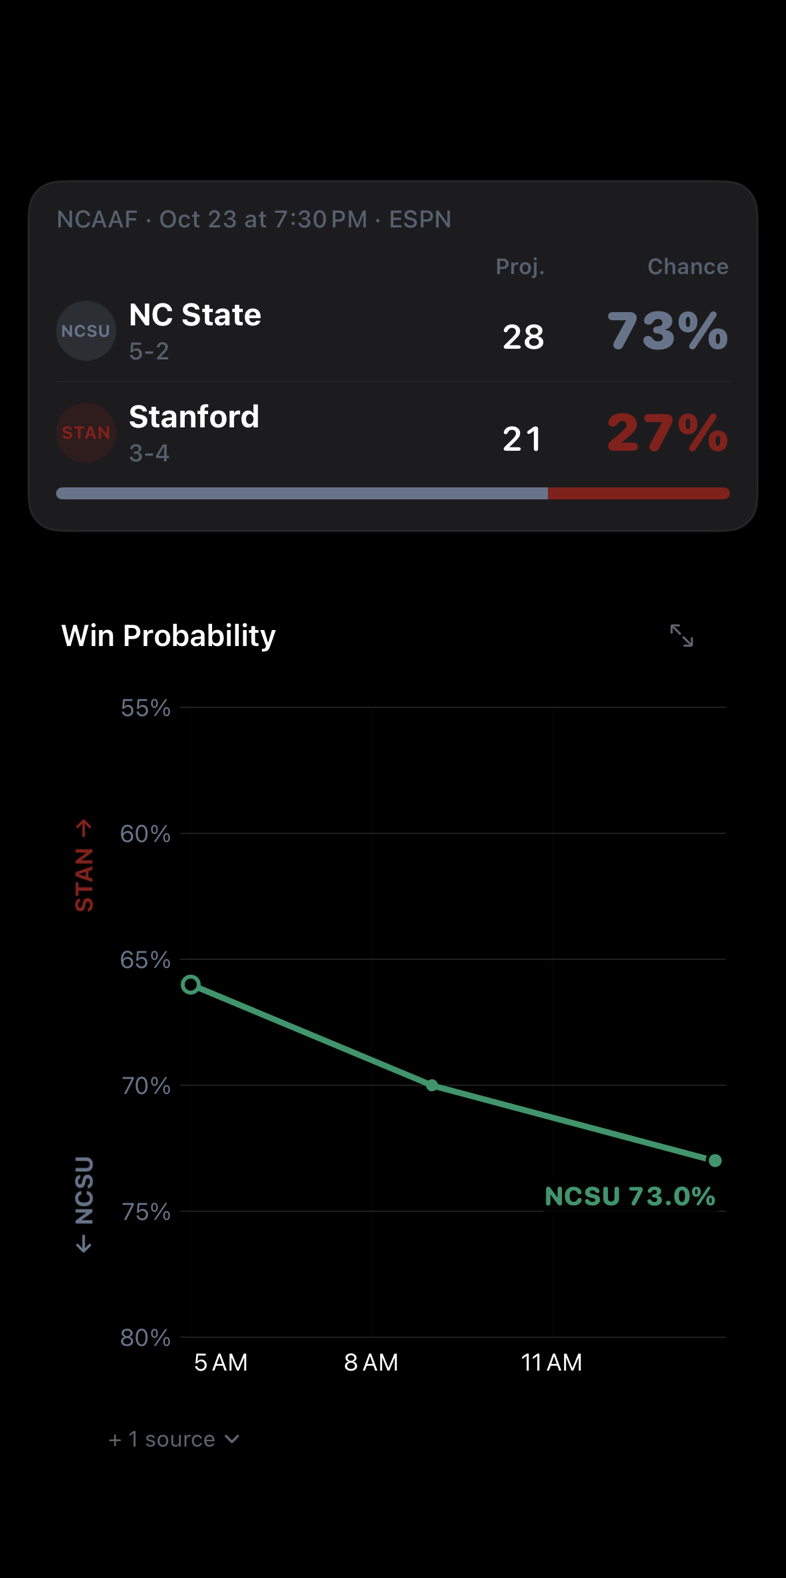 NCAAF · Oct 23 at 7:30 PM · ESPN
Proj. Chance
NCSU NC State 28 73%
5-2
STAN Stanford 21 27%
3-4
Win Probability
55%
60%
STAN →
65%
70%
← NCSU
NCSU 73.0%
75%
80%
5 AM 8 AM 11 AM
+ 1 source